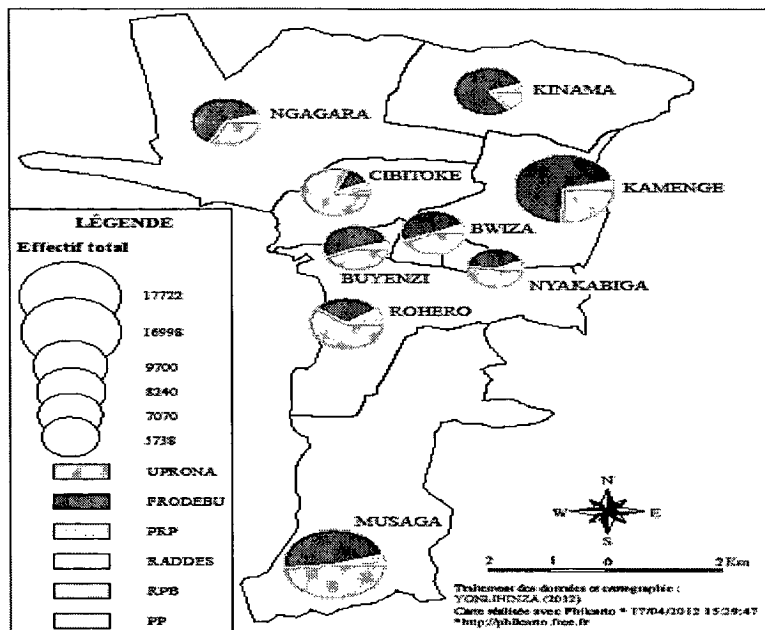 KINAMA
NGAGARA
CIBITOKE
KAMENGE
BWIZA
BUYENZI
NYAKABIGA
ROHERO
MUSAGA
LÉGENDE
Effectif total
17722
16998
9700
8240
7070
5738
UPRONA
FRODEBU
PRP
RADDES
RPB
PP
N
W E
S
2 1 0 2 Km
Traitement des données et cartographie :
(2012)
Carte réalisée avec Philcarto * 17/04/2012 15:29:47
*http://philcarto.free.fr